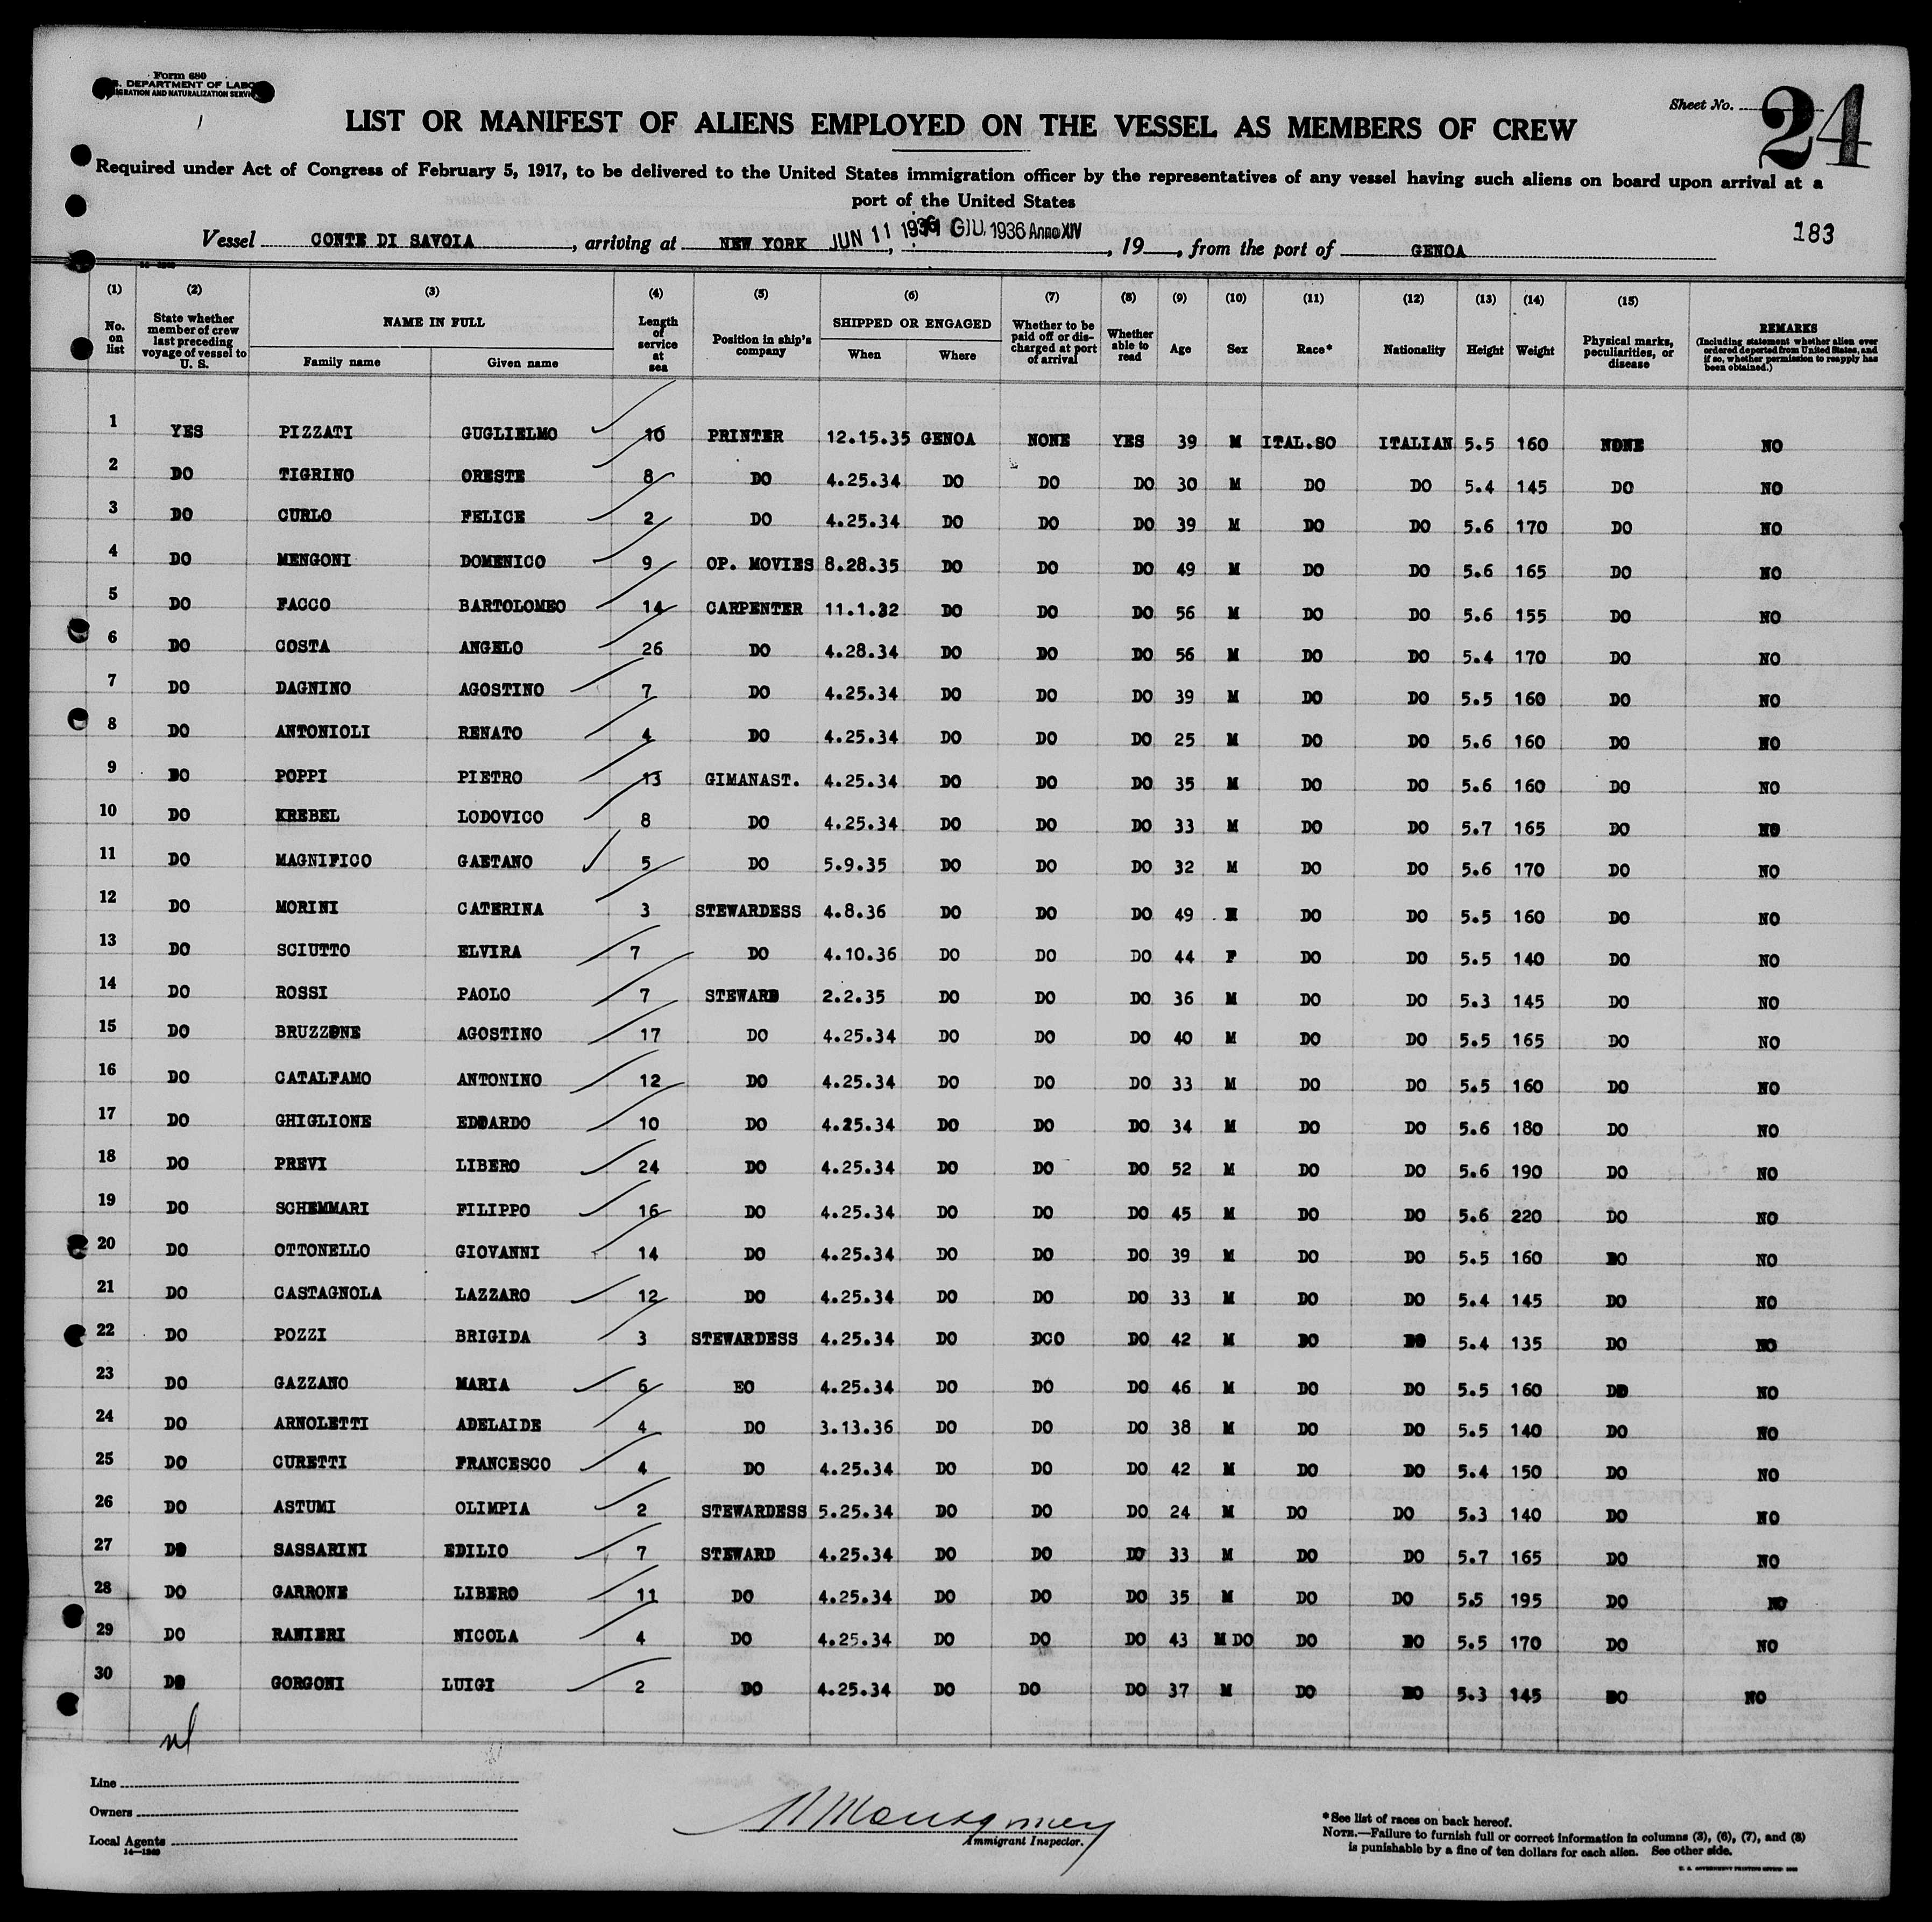 Form 680
U.S. DEPARTMENT OF LABOR
IMMIGRATION AND NATURALIZATION SERVICE
Sheet No. 24
LIST OR MANIFEST OF ALIENS EMPLOYED ON THE VESSEL AS MEMBERS OF CREW
Required under Act of Congress of February 5, 1917, to be delivered to the United States immigration officer by the representatives of any vessel having such aliens on board upon arrival at a
port of the United States
Vessel CONTE DI SAVOIA, arriving at NEW YORK JUN 11 1936, GIU. 1936 Anno XIV, 19, from the port of GENOA 183
(1) (2) (3) (4) (5) (6) (7) (8) (9) (10) (11) (12) (13) (14) (15)
No. on list State whether member of crew last preceding voyage of vessel to U. S. NAME IN FULL Family name Given name Length of service at sea Position in ship's company SHIPPED OR ENGAGED When Where Whether to be paid off or discharged at port of arrival Whether able to read Age Sex Race* Nationality Height Weight Physical marks, peculiarities, or disease REMARKS (Including statement whether alien ever ordered deported from United States, and if so, whether permission to reapply has been obtained.)
1 YES PIZZATI GUGLIELMO 10 PRINTER 12.15.35 GENOA NONE YES 39 M ITAL.SO ITALIAN 5.5 160 NONE NO
2 DO TIGRINO ORESTE 8 DO 4.25.34 DO DO DO 30 M DO DO 5.4 145 DO NO
3 DO CURLO FELICE 2 DO 4.25.34 DO DO DO 39 M DO DO 5.6 170 DO NO
4 DO MENGONI DOMENICO 9 OP. MOVIES 8.28.35 DO DO DO 49 M DO DO 5.6 165 DO NO
5 DO FACCO BARTOLOMEO 14 CARPENTER 11.1.32 DO DO DO 56 M DO DO 5.6 155 DO NO
6 DO COSTA ANGELO 26 DO 4.28.34 DO DO DO 56 M DO DO 5.4 170 DO NO
7 DO DAGNINO AGOSTINO 7 DO 4.25.34 DO DO DO 39 M DO DO 5.5 160 DO NO
8 DO ANTONIOLI RENATO 4 DO 4.25.34 DO DO DO 25 M DO DO 5.6 160 DO NO
9 DO POPPI PIETRO 13 GIMANAST. 4.25.34 DO DO DO 35 M DO DO 5.6 160 DO NO
10 DO KREBEL LODOVICO 8 DO 4.25.34 DO DO DO 33 M DO DO 5.7 165 DO NO
11 DO MAGNIFICO GAETANO 5 DO 5.9.35 DO DO DO 32 M DO DO 5.6 170 DO NO
12 DO MORINI CATERINA 3 STEWARDESS 4.8.36 DO DO DO 49 DO DO 5.5 160 DO NO
13 DO SCIUTTO ELVIRA 7 DO 4.10.36 DO DO DO 44 F DO DO 5.5 140 DO NO
14 DO ROSSI PAOLO 7 STEWARD 2.2.35 DO DO DO 36 M DO DO 5.3 145 DO NO
15 DO BRUZZONE AGOSTINO 17 DO 4.25.34 DO DO DO 40 M DO DO 5.5 165 DO NO
16 DO CATALFAMO ANTONINO 12 DO 4.25.34 DO DO DO 33 M DO DO 5.5 160 DO NO
17 DO GHIGLIONE EDOARDO 10 DO 4.25.34 DO DO DO 34 M DO DO 5.6 180 DO NO
18 DO PREVI LIBERO 24 DO 4.25.34 DO DO DO 52 M DO DO 5.6 190 DO NO
19 DO SCHEMMARI FILIPPO 16 DO 4.25.34 DO DO DO 45 M DO DO 5.6 220 DO NO
20 DO OTTONELLO GIOVANNI 14 DO 4.25.34 DO DO DO 39 M DO DO 5.5 160 DO NO
21 DO CASTAGNOLA LAZZARO 12 DO 4.25.34 DO DO DO 33 M DO DO 5.4 145 DO NO
22 DO POZZI BRIGIDA 3 STEWARDESS 4.25.34 DO DCO DO 42 M DO DO 5.4 135 DO NO
23 DO GAZZANO MARIA 6 EO 4.25.34 DO DO DO 46 M DO DO 5.5 160 DO NO
24 DO ARNOLETTI ADELAIDE 4 DO 3.13.36 DO DO DO 38 M DO DO 5.5 140 DO NO
25 DO CURETTI FRANCESCO 4 DO 4.25.34 DO DO DO 42 M DO DO 5.4 150 DO NO
26 DO ASTUMI OLIMPIA 2 STEWARDESS 5.25.34 DO DO DO 24 M DO DO 5.3 140 DO NO
27 DO SASSARINI EDILIO 7 STEWARD 4.25.34 DO DO DO 33 M DO DO 5.7 165 DO NO
28 DO GARRONE LIBERO 11 DO 4.25.34 DO DO DO 35 M DO DO 5.5 195 DO NO
29 DO RANIERI NICOLA 4 DO 4.25.34 DO DO DO 43 M DO DO DO 5.5 170 DO NO
30 DO GORGONI LUIGI 2 DO 4.25.34 DO DO DO 37 M DO DO 5.3 145 DO NO
Line
Owners
Local Agents
14—1240
Immigrant Inspector.
*See list of races on back hereof.
NOTE.—Failure to furnish full or correct information in columns (3), (6), (7), and (8)
is punishable by a fine of ten dollars for each alien. See other side.